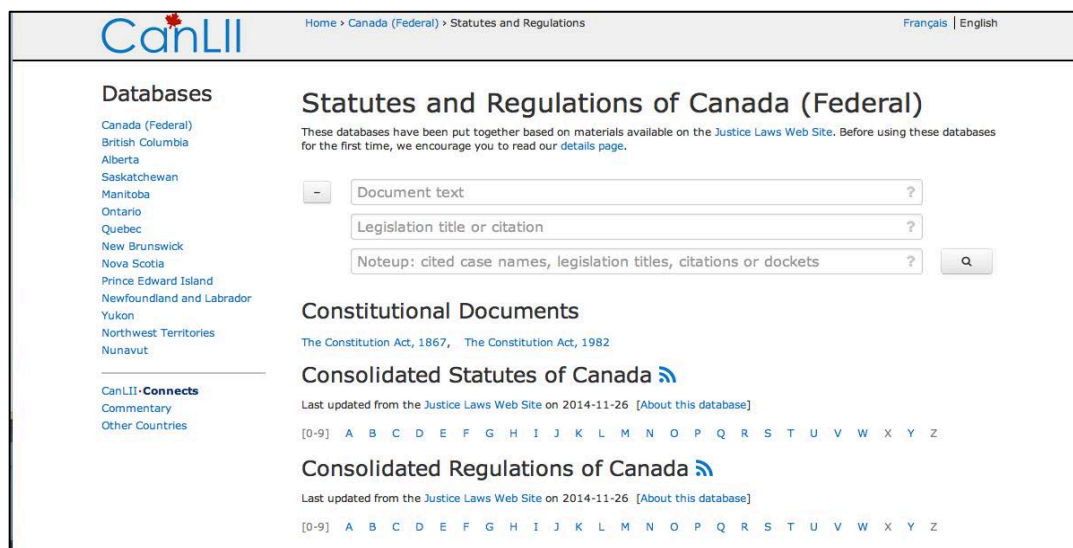 CanLII
Home › Canada (Federal) › Statutes and Regulations
Français | English
Databases
Canada (Federal)
British Columbia
Alberta
Saskatchewan
Manitoba
Ontario
Quebec
New Brunswick
Nova Scotia
Prince Edward Island
Newfoundland and Labrador
Yukon
Northwest Territories
Nunavut
CanLII·Connects
Commentary
Other Countries
Statutes and Regulations of Canada (Federal)
These databases have been put together based on materials available on the Justice Laws Web Site. Before using these databases
for the first time, we encourage you to read our details page.
–
Document text ?
Legislation title or citation ?
Noteup: cited case names, legislation titles, citations or dockets ?
Constitutional Documents
The Constitution Act, 1867, The Constitution Act, 1982
Consolidated Statutes of Canada
Last updated from the Justice Laws Web Site on 2014-11-26 [About this database]
[0-9] A B C D E F G H I J K L M N O P Q R S T U V W X Y Z
Consolidated Regulations of Canada
Last updated from the Justice Laws Web Site on 2014-11-26 [About this database]
[0-9] A B C D E F G H I J K L M N O P Q R S T U V W X Y Z